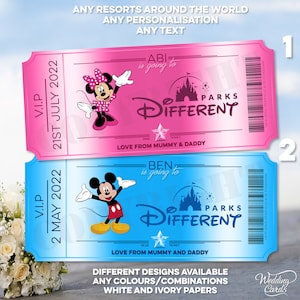 ANY RESORTS AROUND THE WORLD
ANY PERSONALISATION
ANY TEXT
1
V.I.P
21ST JULY 2022
ABI
is going to
PARKS
DIFFERENT
LOVE FROM MUMMY & DADDY
2
V.I.P
2 MAY 2022
BEN
is going to
PARKS
DIFFERENT
LOVE FROM MUMMY AND DADDY
DIFFERENT DESIGNS AVAILABLE
ANY COLOURS/COMBINATIONS
WHITE AND IVORY PAPERS
Wedding
Cards